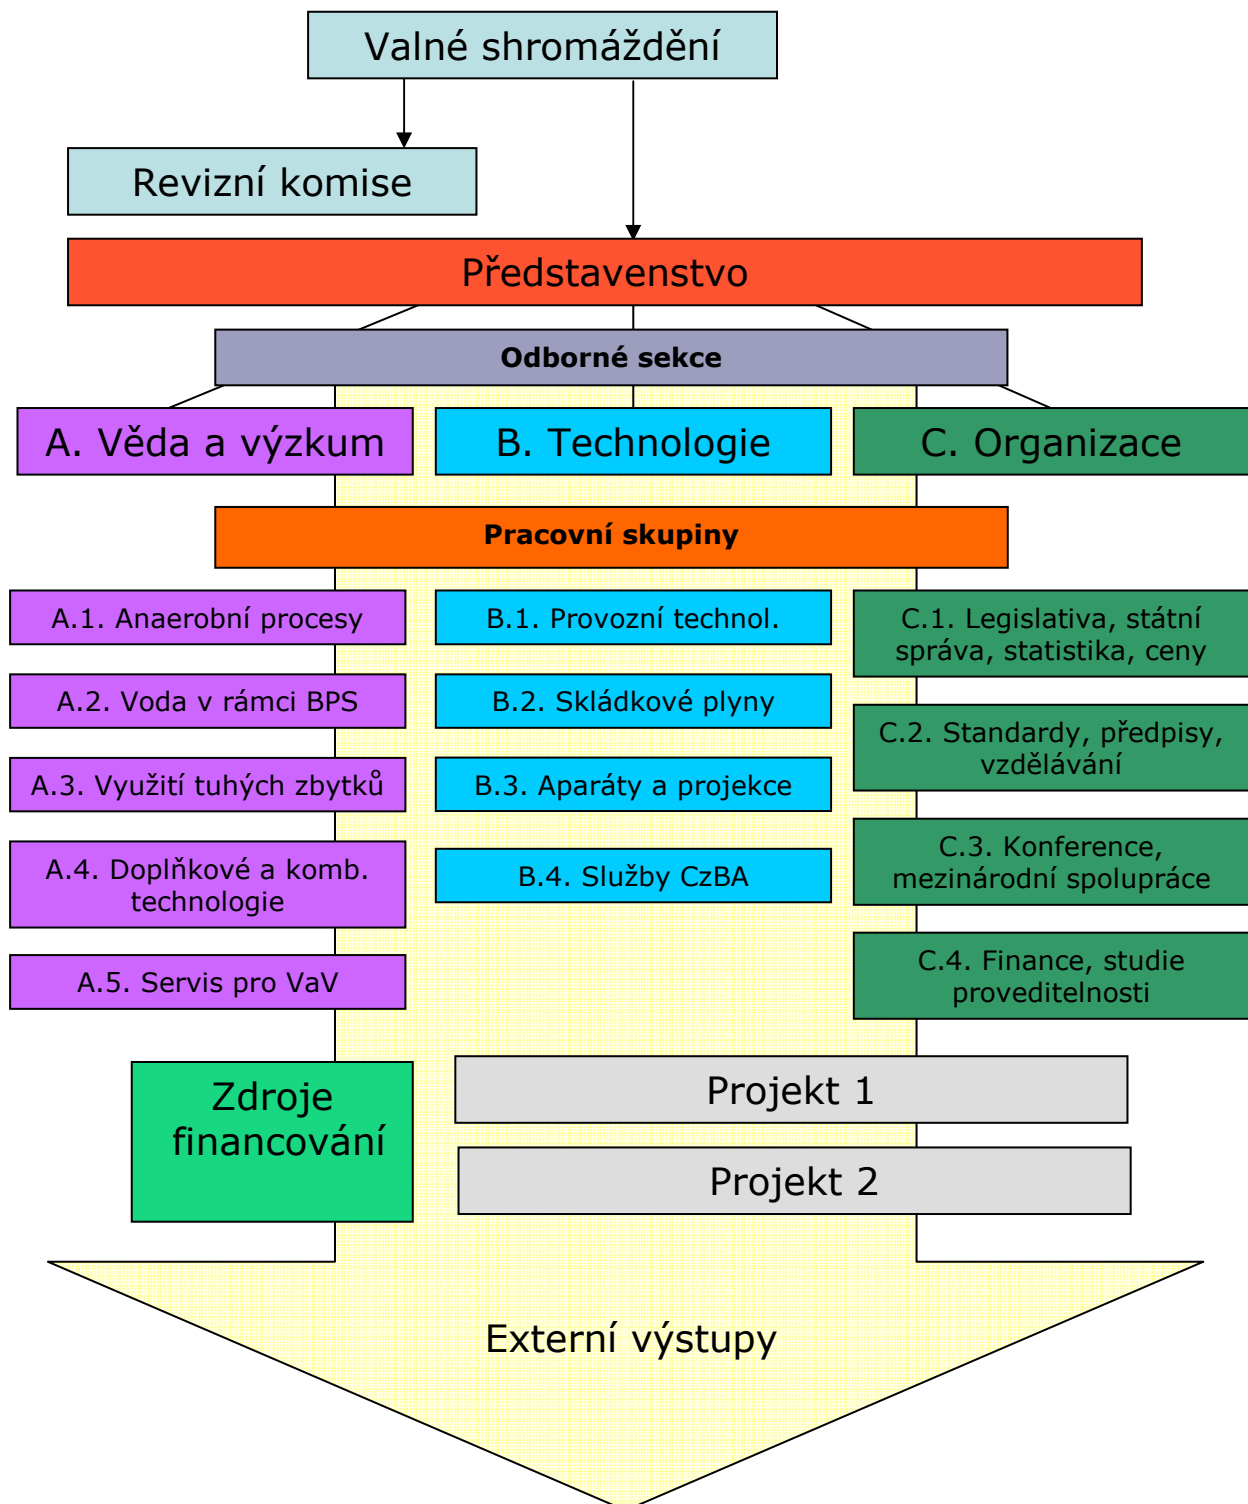 Valné shromáždění
Revizní komise
Představenstvo
Odborné sekce
A. Věda a výzkum
B. Technologie
C. Organizace
Pracovní skupiny
A.1. Anaerobní procesy
A.2. Voda v rámci BPS
A.3. Využití tuhých zbytků
A.4. Doplňkové a komb.
technologie
A.5. Servis pro VaV
B.1. Provozní technol.
B.2. Skládkové plyny
B.3. Aparáty a projekce
B.4. Služby CzBA
C.1. Legislativa, státní
správa, statistika, ceny
C.2. Standardy, předpisy,
vzdělávání
C.3. Konference,
mezinárodní spolupráce
C.4. Finance, studie
proveditelnosti
Zdroje
financování
Projekt 1
Projekt 2
Externí výstupy